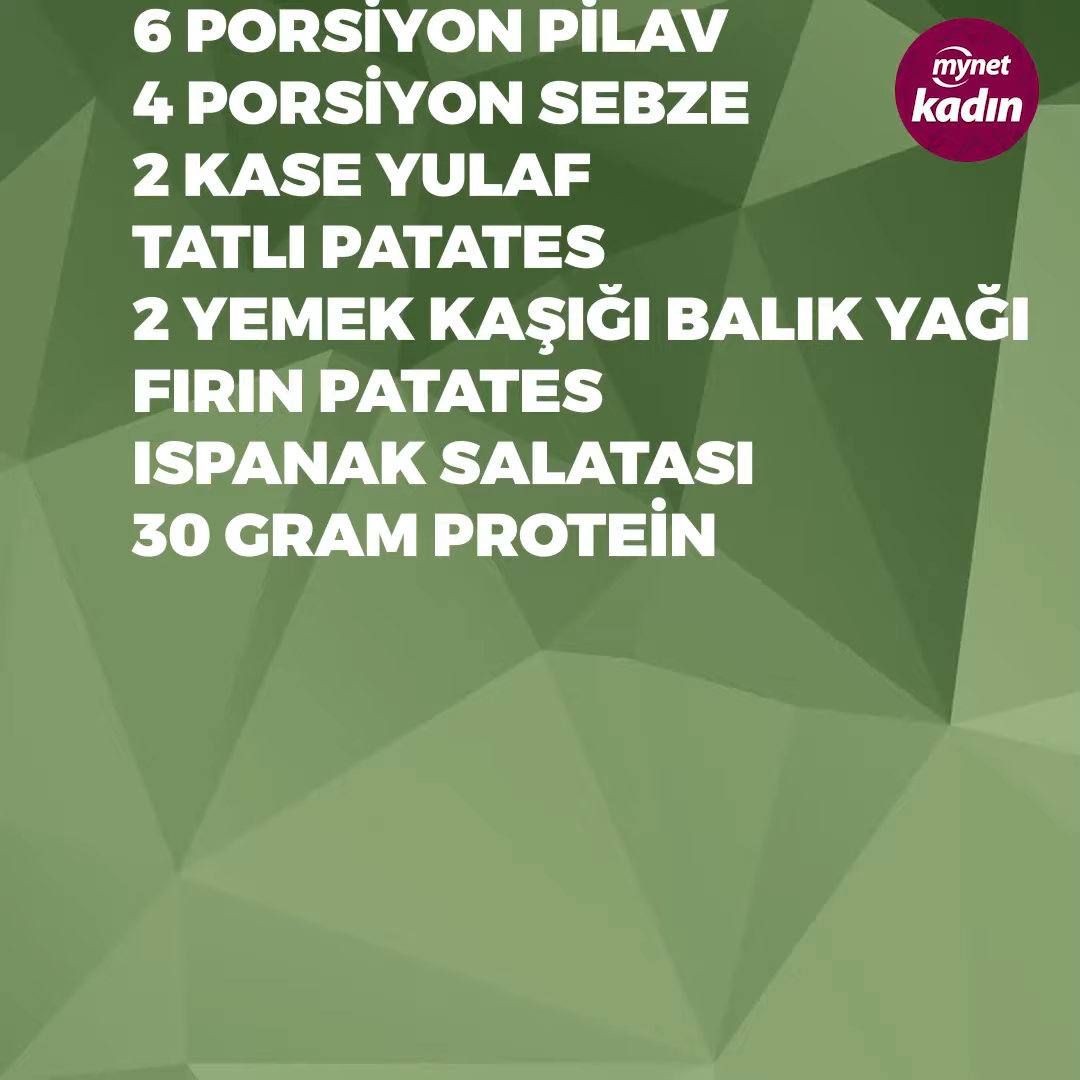 6 PORSİYON PİLAV
mynet
kadın
4 PORSİYON SEBZE
2 KASE YULAF
TATLI PATATES
2 YEMEK KAŞIĞI BALIK YAĞI
FIRIN PATATES
ISPANAK SALATASI
30 GRAM PROTEİN